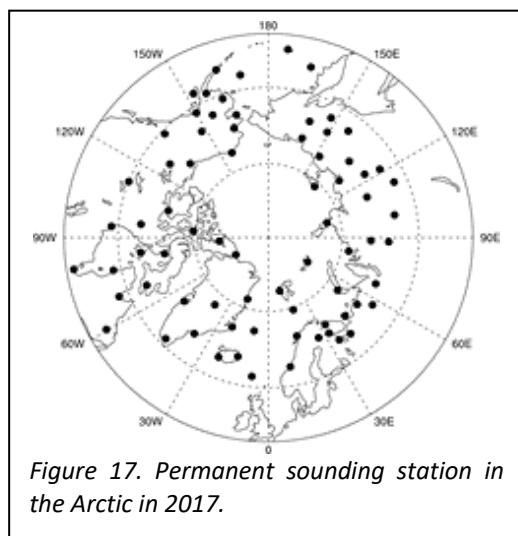 180
150W
150E
120W
120E
90W
90E
60W
60E
30W
30E
0
Figure 17. Permanent sounding station in
the Arctic in 2017.